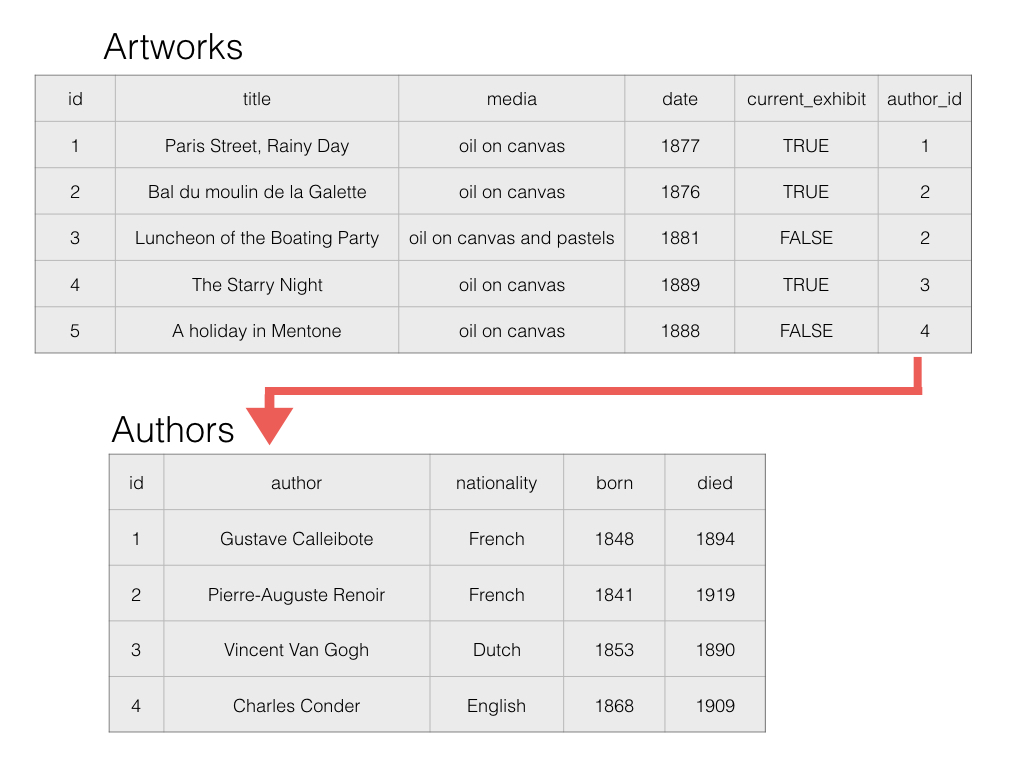 Artworks
id title media date current_exhibit author_id
1 Paris Street, Rainy Day oil on canvas 1877 TRUE 1
2 Bal du moulin de la Galette oil on canvas 1876 TRUE 2
3 Luncheon of the Boating Party oil on canvas and pastels 1881 FALSE 2
4 The Starry Night oil on canvas 1889 TRUE 3
5 A holiday in Mentone oil on canvas 1888 FALSE 4
Authors
id author nationality born died
1 Gustave Calleibote French 1848 1894
2 Pierre-Auguste Renoir French 1841 1919
3 Vincent Van Gogh Dutch 1853 1890
4 Charles Conder English 1868 1909